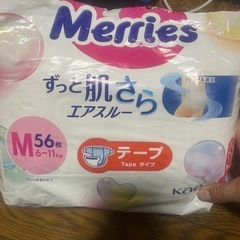 Merries
ずっと肌さら
エアスルー
M 56枚
6~11kg
テープ
Tape タイプ
Kao